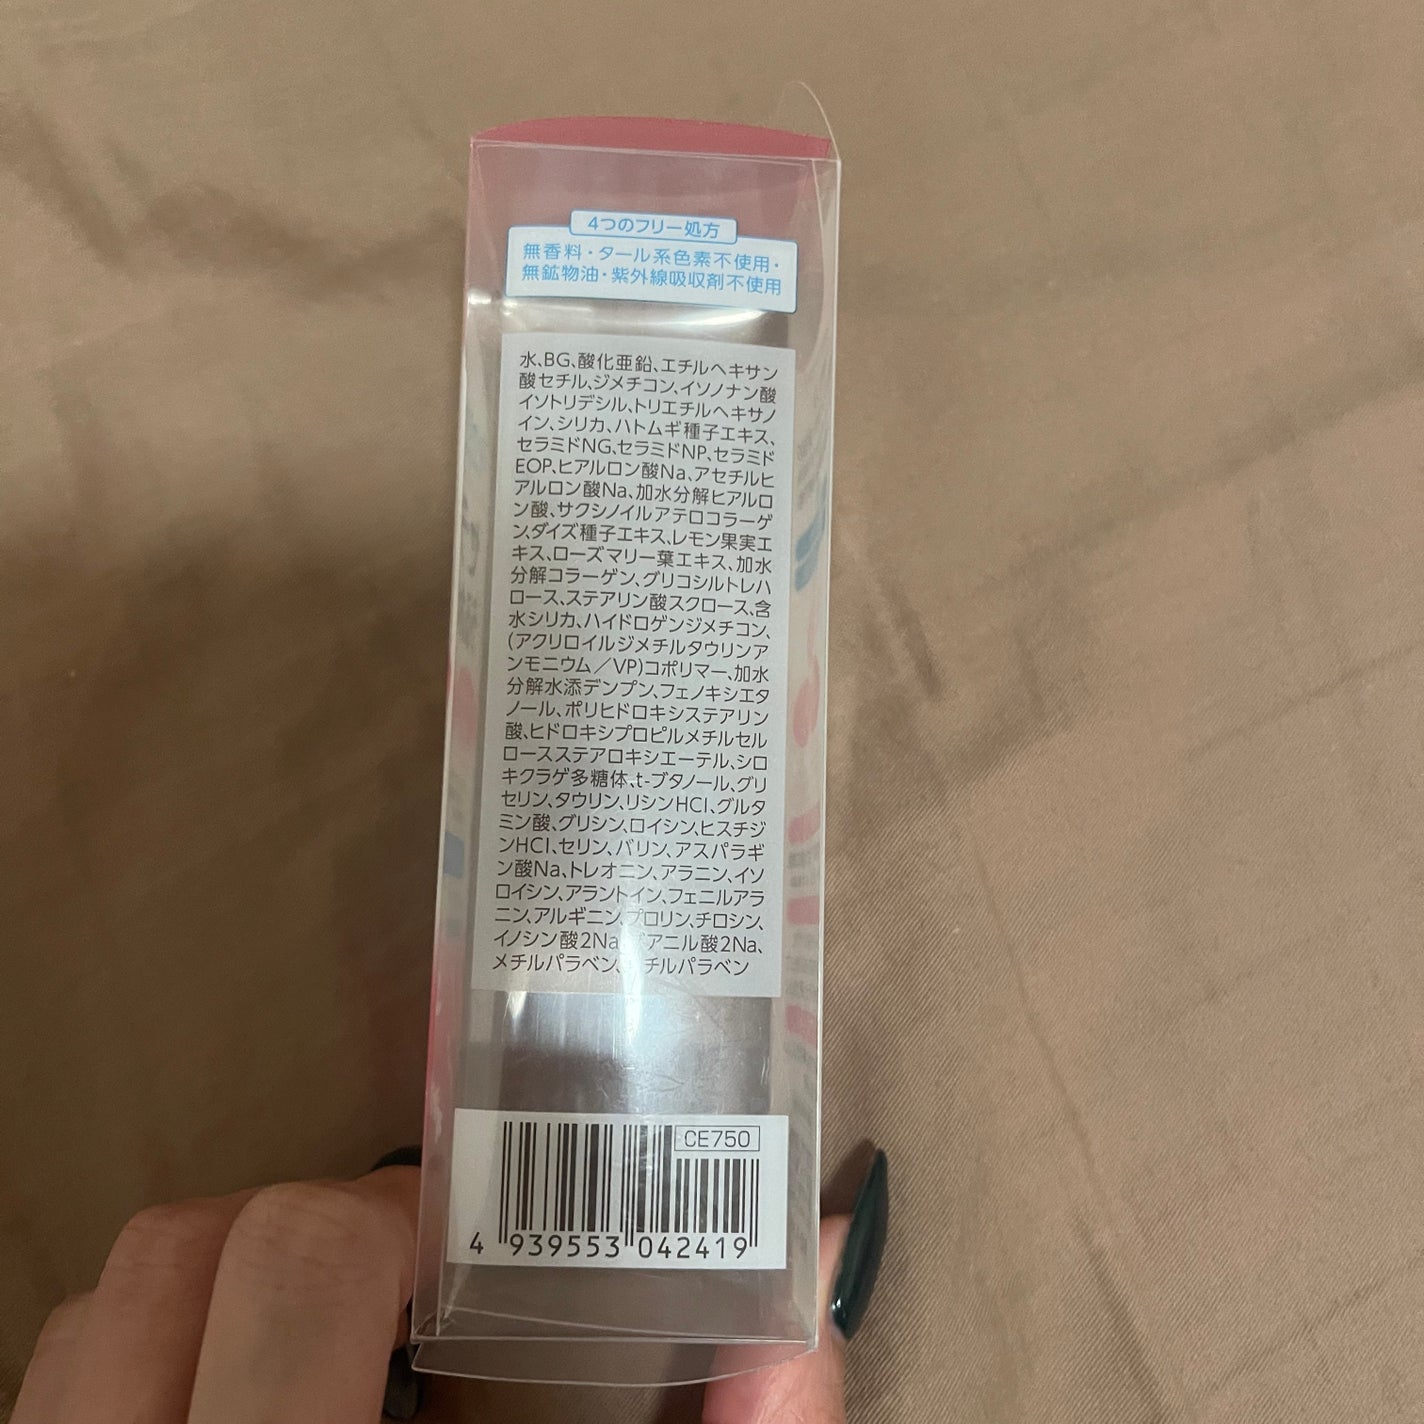 4つのフリー処方
無香料・タール系色素不使用・
無鉱物油・紫外線吸収剤不使用
水、BG、酸化亜鉛、エチルヘキサン
酸セチル、ジメチコン、イソノナン酸
イソトリデシル、トリエチルヘキサノ
イン、シリカ、ハトムギ種子エキス、
セラミドNG、セラミドNP、セラミド
EOP、ヒアルロン酸Na、アセチルヒ
アルロン酸Na、加水分解ヒアルロ
ン酸、サクシノイルアテロコラーゲ
ン、ダイズ種子エキス、レモン果実エ
キス、ローズマリー葉エキス、加水
分解コラーゲン、グリコシルトレハ
ロース、ステアリン酸スクロース、含
水シリカ、ハイドロゲンジメチコン、
(アクリロイルジメチルタウリンア
ンモニウム／VP)コポリマー、加水
分解水添デンプン、フェノキシエタ
ノール、ポリヒドロキシステアリン
酸、ヒドロキシプロピルメチルセル
ロースステアロキシエーテル、シロ
キクラゲ多糖体、t-ブタノール、グリ
セリン、タウリン、リシンHCl、グルタ
ミン酸、グリシン、ロイシン、ヒスチジ
ンHCl、セリン、バリン、アスパラギ
ン酸Na、トレオニン、アラニン、イソ
ロイシン、アラントイン、フェニルアラ
ニン、アルギニン、プロリン、チロシン、
イノシン酸2Na、グアニル酸2Na、
メチルパラベン、チルパラベン
CE750
4 939553 042419